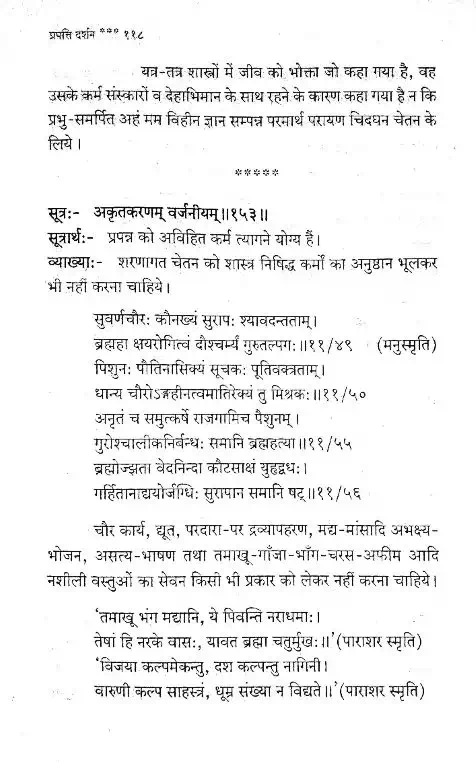 प्रपत्ति दर्शन *** ११८
यत्र-तत्र शास्त्रों में जीव को भोक्ता जो कहा गया है, वह
उसके कर्म संस्कारों व देहाभिमान के साथ रहने के कारण कहा गया है न कि
प्रभु-समर्पित अहं मम विहीन ज्ञान सम्पन्न परमार्थ परायण चिदघन चेतन के
लिये।
*****
सूत्र:- अकृतकरणम् वर्जनीयम्॥१५३॥
सूत्रार्थ:- प्रपन्न को अविहित कर्म त्यागने योग्य हैं।
व्याख्या:- शरणागत चेतन को शास्त्र निषिद्ध कर्मों का अनुष्ठान भूलकर
भी नहीं करना चाहिये।
सुवर्णचौरः कौनख्यं सुरापः श्यावदन्तताम्।
ब्रह्महा क्षयरोगित्वं दौश्चर्म्यं गुरुतल्पगः॥११/४९ (मनुस्मृति)
पिशुनः पौतिनासिक्यं सूचकः पूतिवक्त्रताम्।
धान्य चौरोऽङ्गहीनत्वमातिरेक्यं तु मिश्रकः॥११/५०
अनृतं च समुत्कर्षे राजगामिच पैशुनम्।
गुरोश्चालीकनिर्वन्धः समानि ब्रह्महत्या॥११/५५
ब्रह्मोज्झता वेदनिन्दा कौटसाक्षं युहृद्वधः।
गर्हितानाद्ययोर्जग्धिः सुरापान समानि षट्॥११/५६
चौर कार्य, द्यूत, परदारा-पर द्रव्यापहरण, मद्य-मांसादि अभक्ष्य-
भोजन, असत्य-भाषण तथा तमाखू-गाँजा-भाँग-चरस-अफीम आदि
नशीली वस्तुओं का सेवन किसी भी प्रकार को लेकर नहीं करना चाहिये।
'तमाखू भंग मद्यानि, ये पिवन्ति नराधमाः।
तेषां हि नरके वासः, यावत ब्रह्मा चतुर्मुखः॥'(पाराशर स्मृति)
'विजया कल्पमेकन्तु, दश कल्पन्तु नागिनी।
वारुणी कल्प साहस्त्रं, धूम्र संख्या न विद्यते॥'(पाराशर स्मृति)